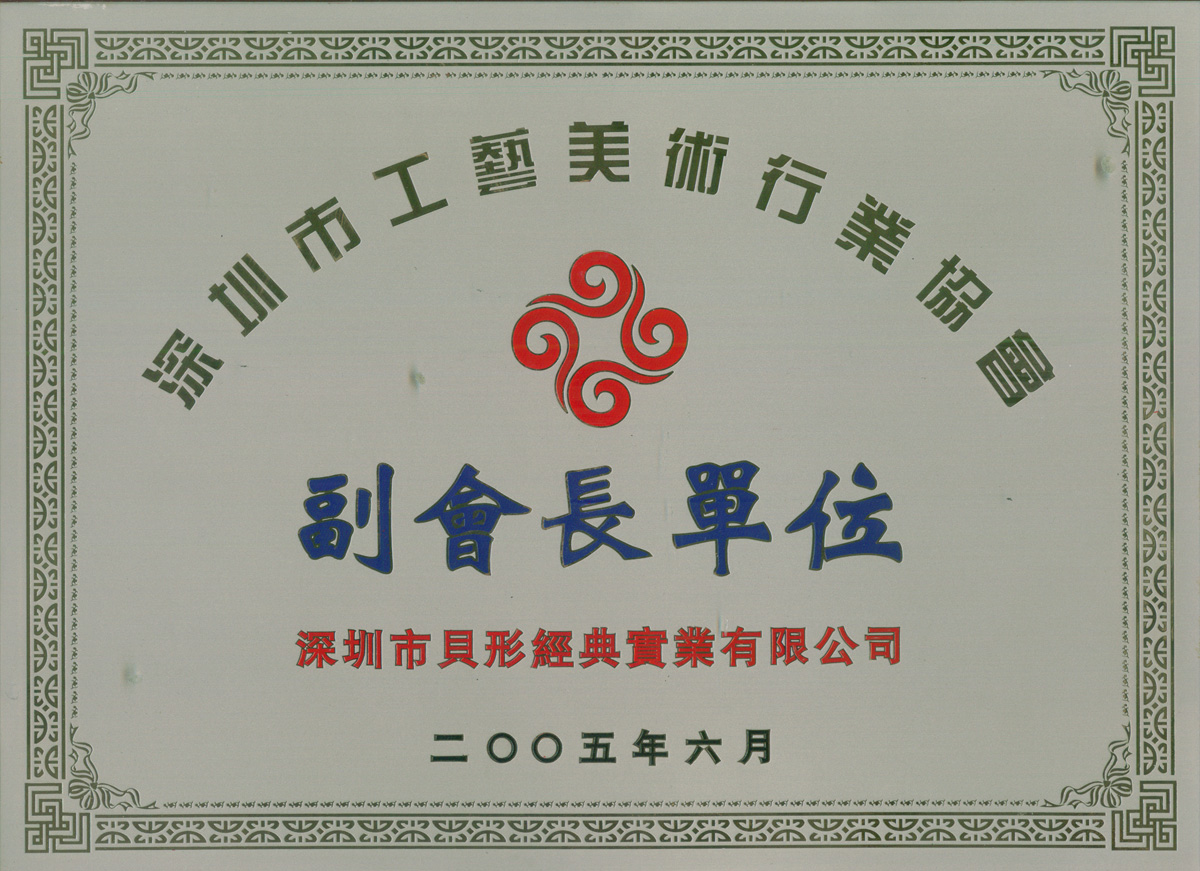 深圳市工藝美術行業協會
副會長單位
深圳市貝形經典實業有限公司
二〇〇五年六月